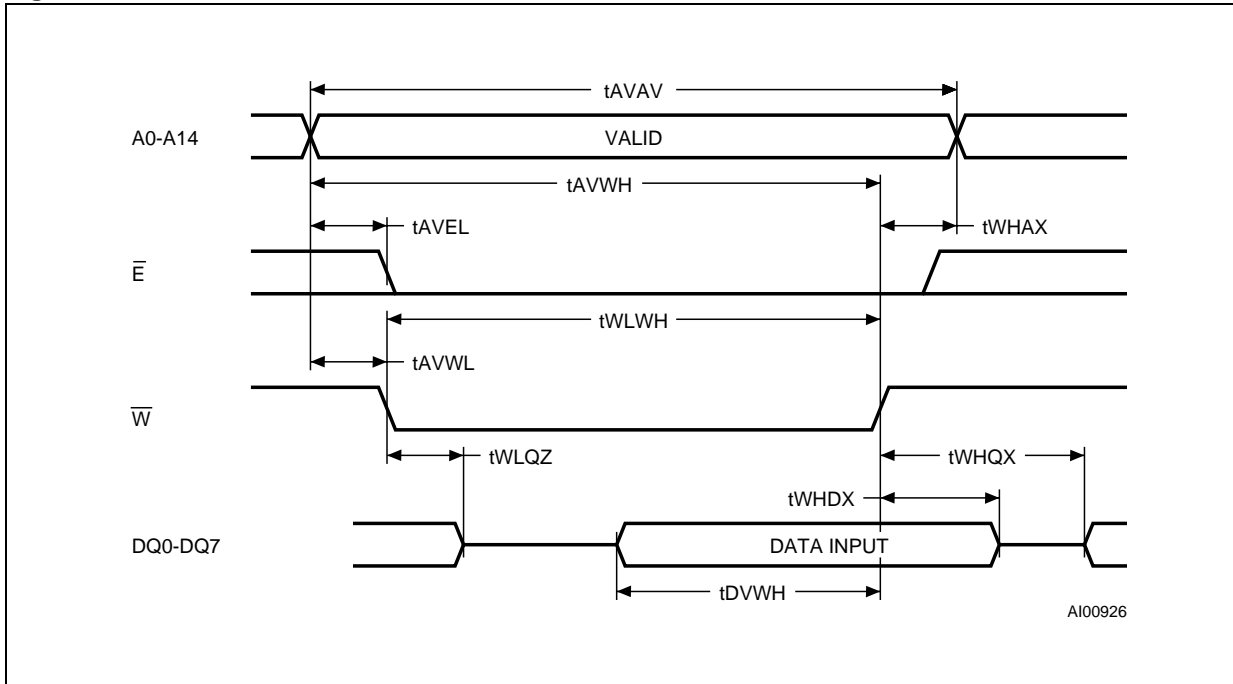 tAVAV
A0-A14
VALID
tAVWH
tAVEL
tWHAX
E̅
tWLWH
tAVWL
W̅
tWLQZ
tWHQX
tWHDX
DQ0-DQ7
DATA INPUT
tDVWH
AI00926